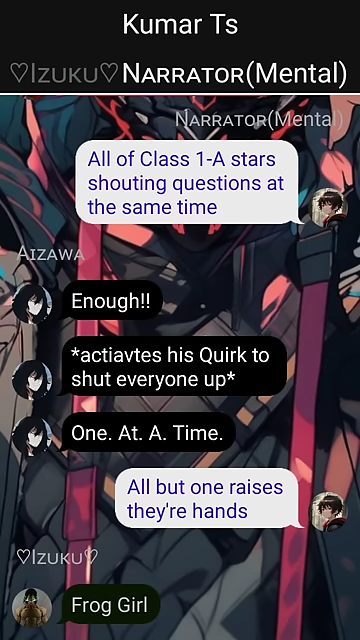 Kumar Ts
♡Izuku♡ Narrator(Mental)
Narrator(Mental)
All of Class 1-A stars
shouting questions at
the same time
Aizawa
Enough!!
*actiavtes his Quirk to
shut everyone up*
One. At. A. Time.
All but one raises
they're hands
♡Izuku♡
Frog Girl